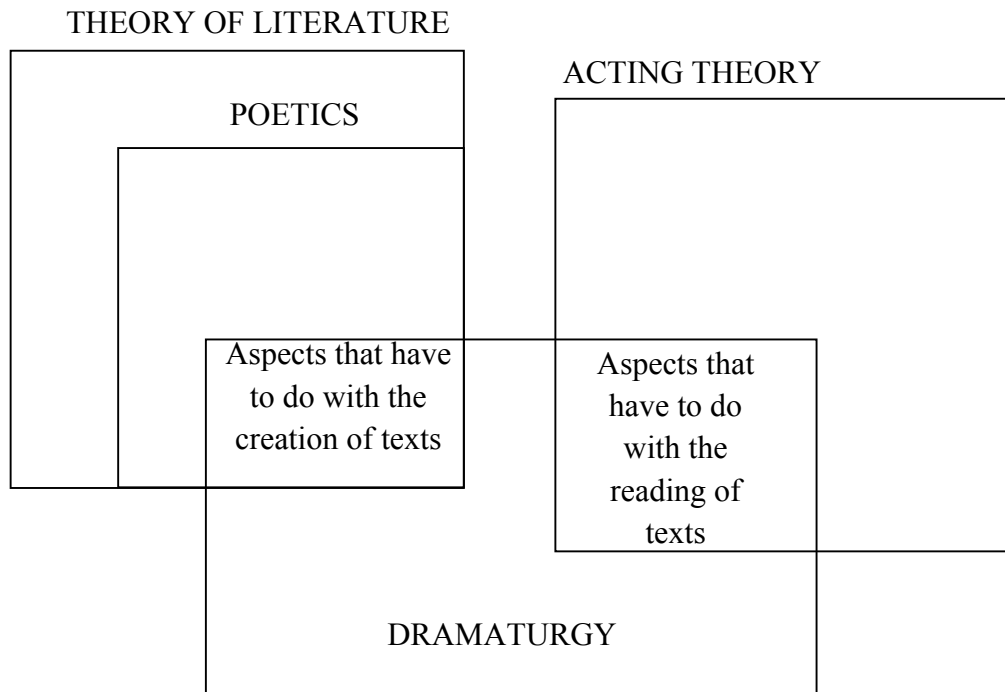 THEORY OF LITERATURE
ACTING THEORY
POETICS
Aspects that have
to do with the
creation of texts
Aspects that
have to do
with the
reading of
texts
DRAMATURGY